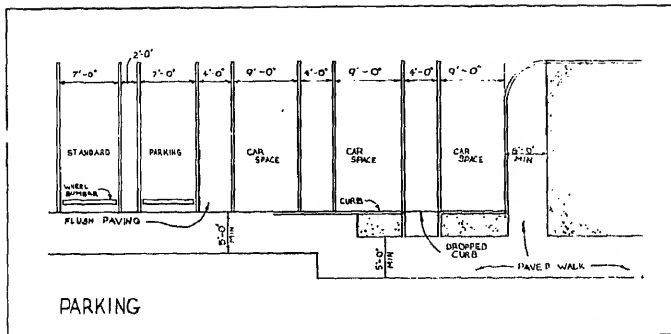 2'-0"
7'-0" 7'-0" 4'-0" 9'-0" 4'-0" 9'-0" 4'-0" 9'-0"
STANDARD PARKING
CAR SPACE
CAR SPACE
CAR SPACE
MIN
WHEEL BUMPER
CURB
FLUSH PAVING
5'-0" MIN
5'-0" MIN
DROPPED CURB
PAVED WALK
PARKING